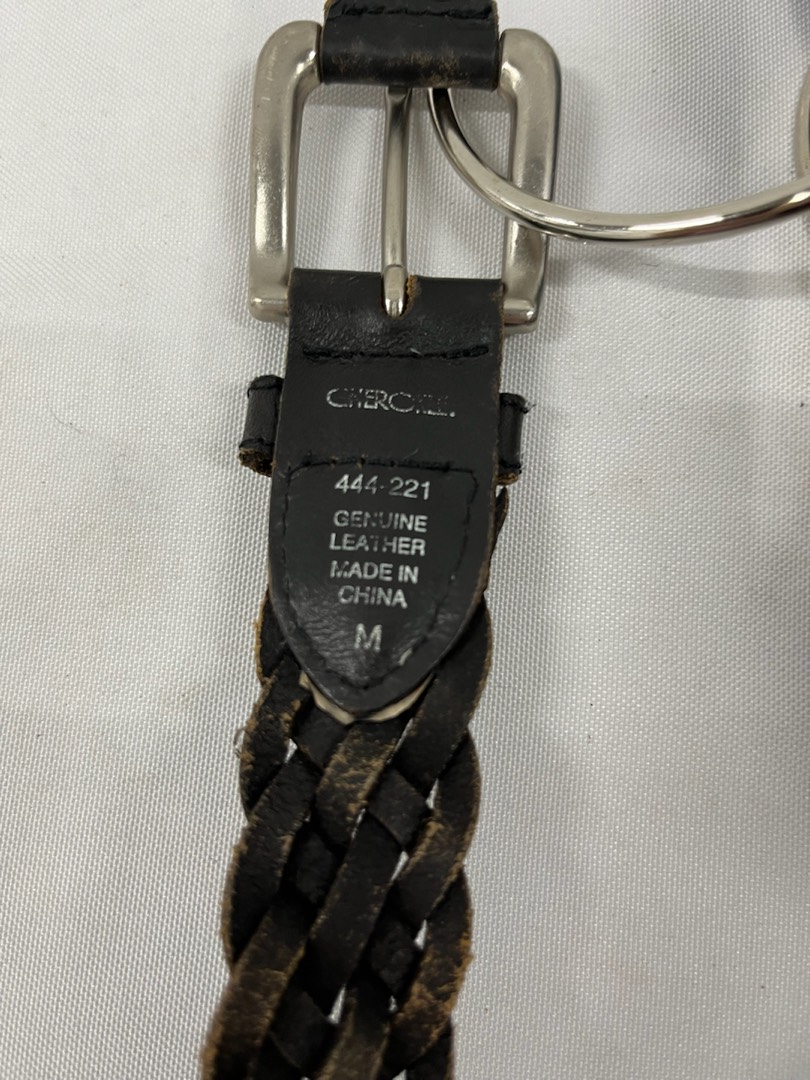 CHEROKEE
444-221
GENUINE
LEATHER
MADE IN
CHINA
M